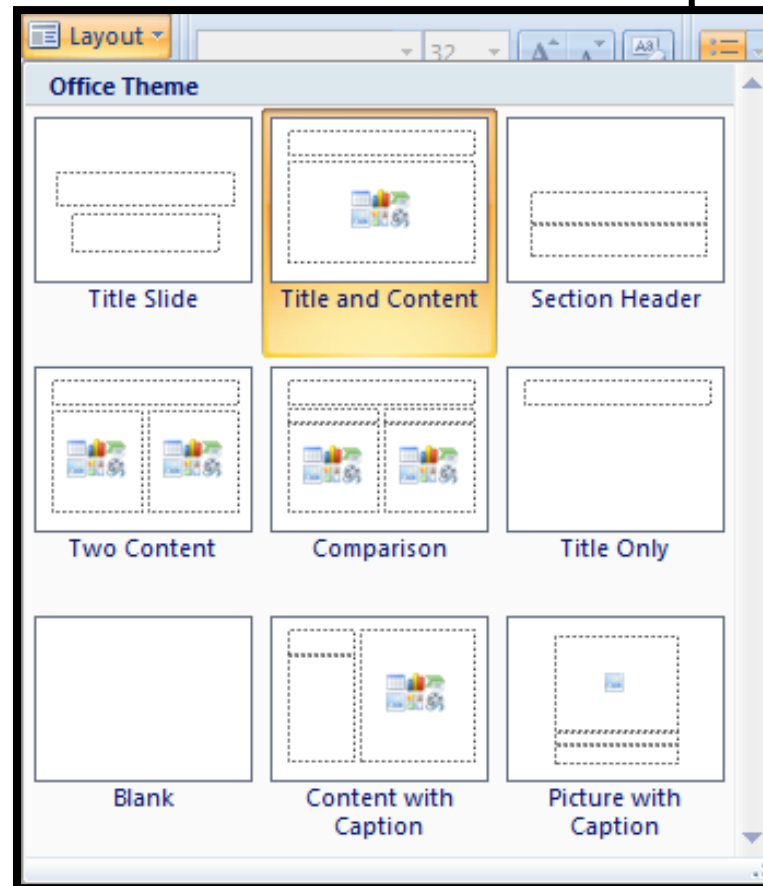 Layout
32
A A Aa
Office Theme
Title Slide
Title and Content
Section Header
Two Content
Comparison
Title Only
Blank
Content with
Caption
Picture with
Caption